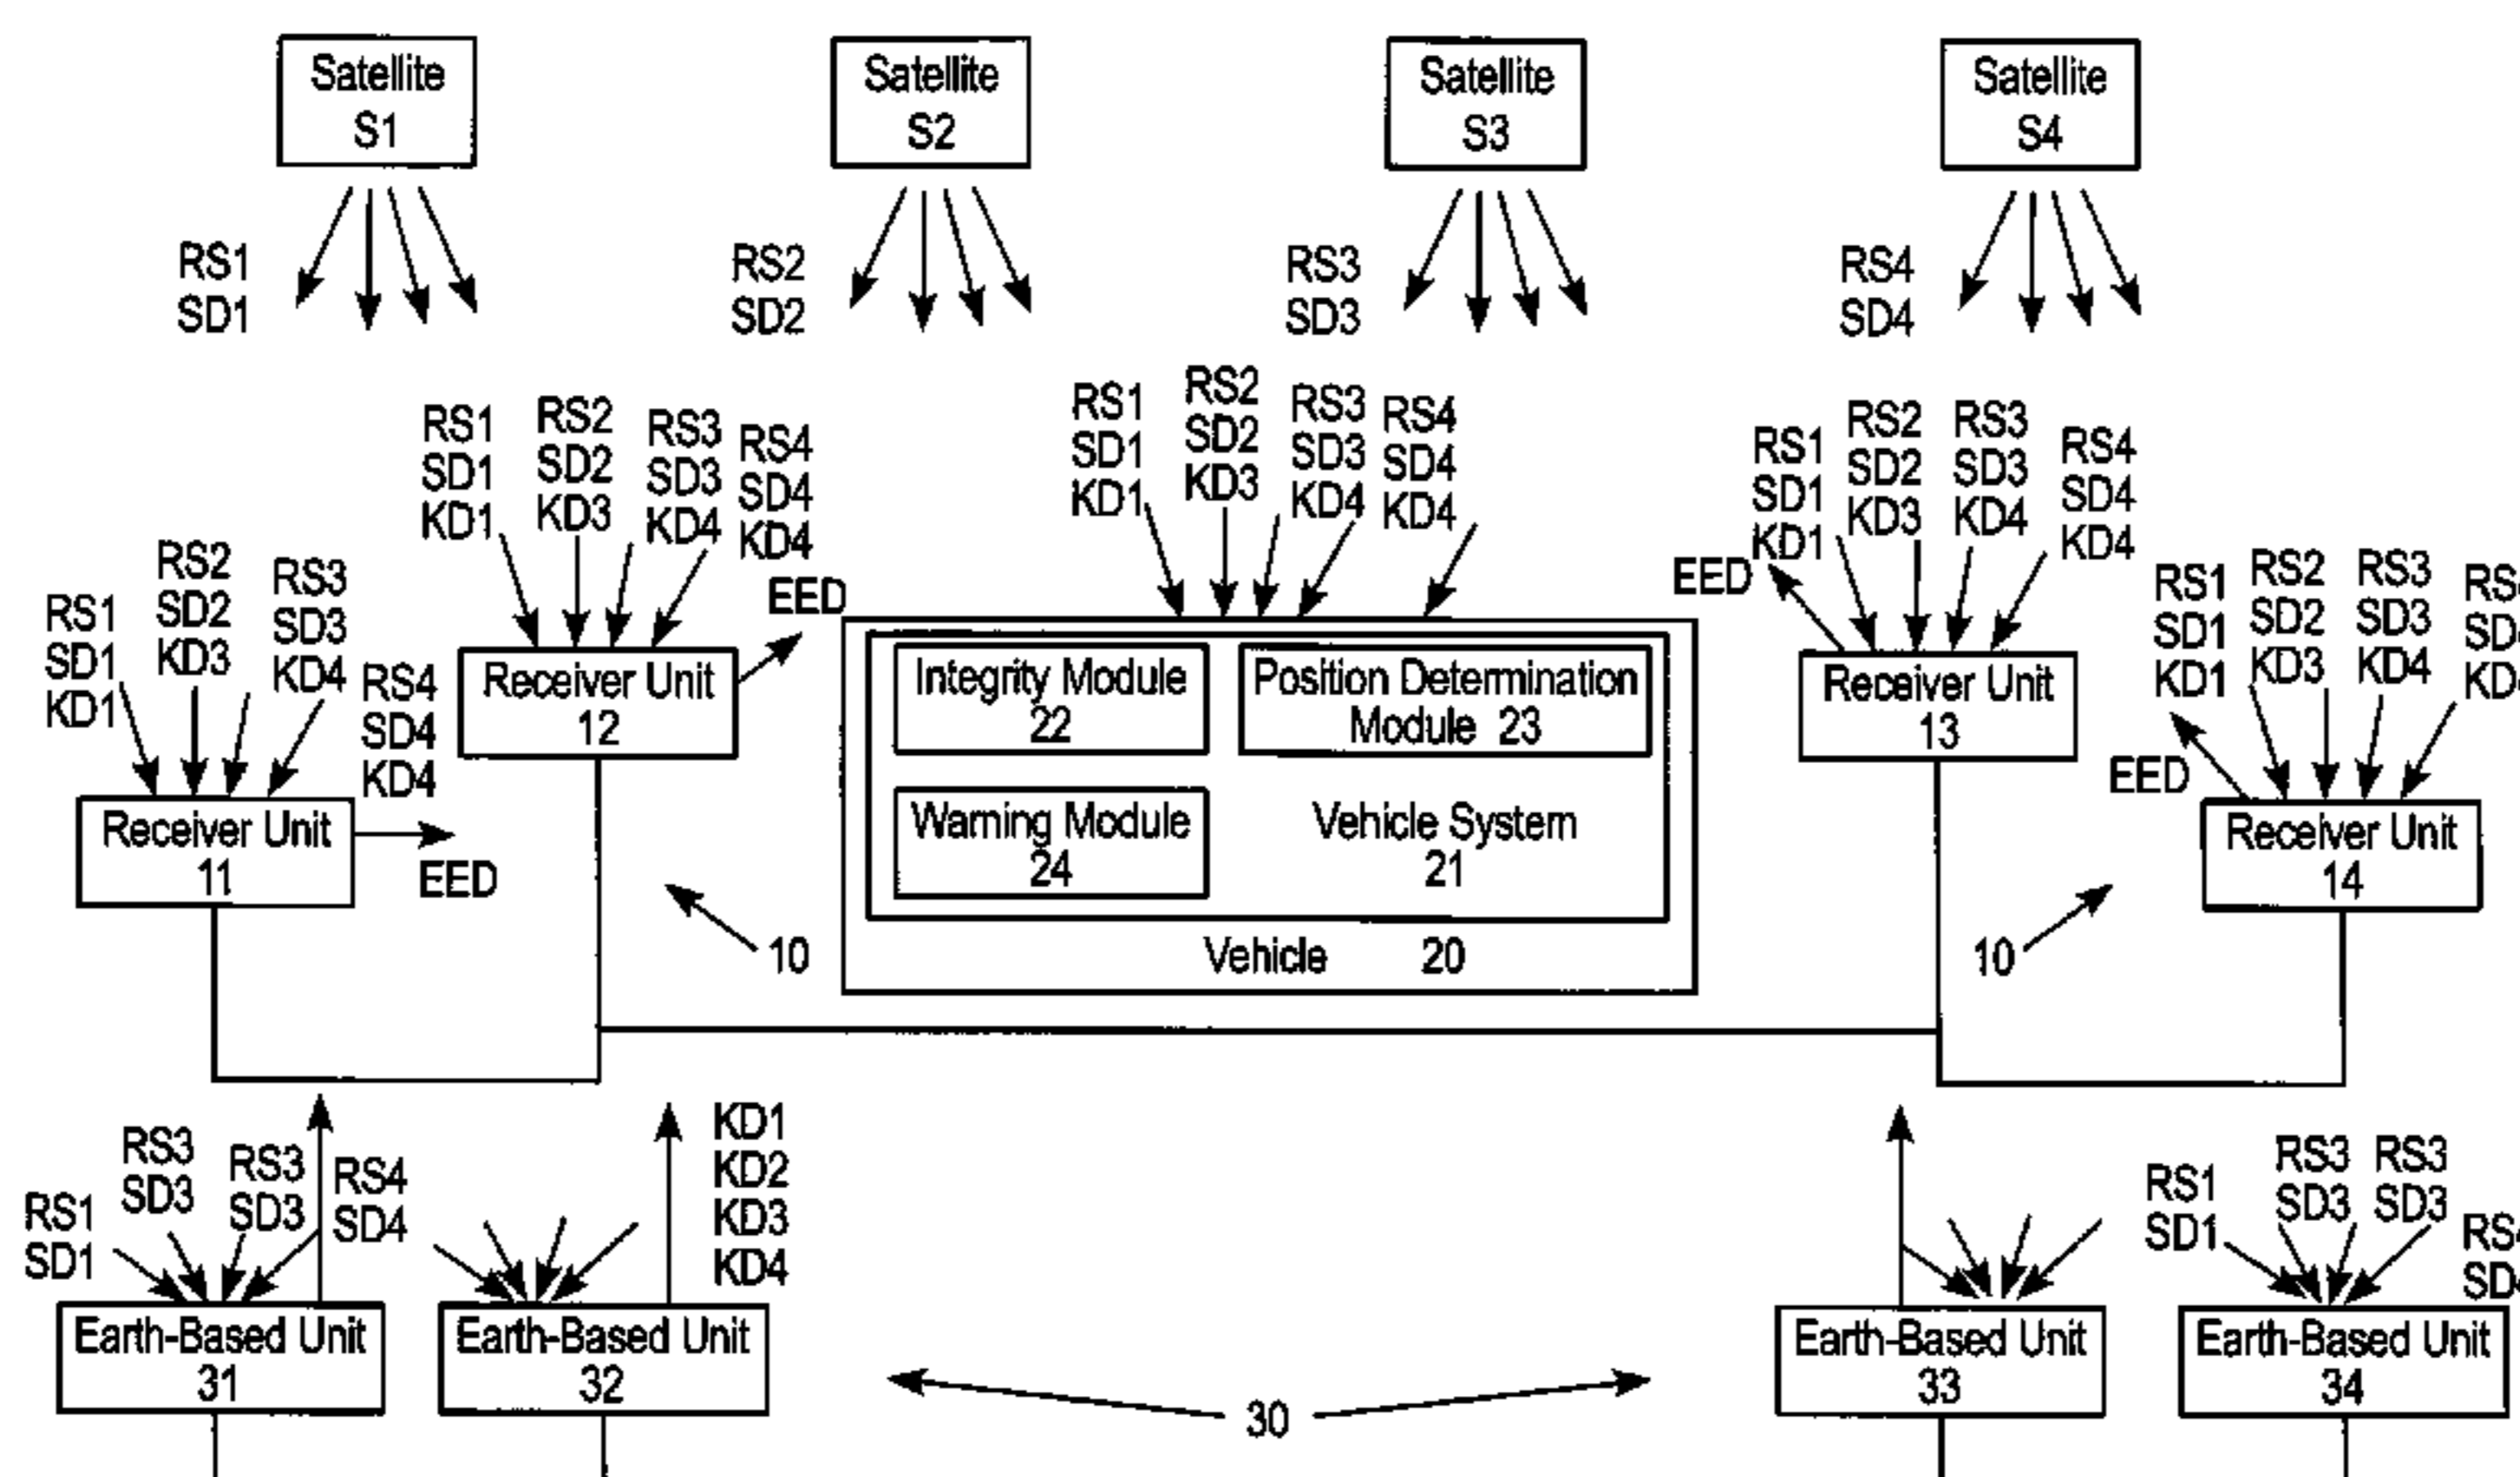 Satellite
S1
Satellite
S2
Satellite
S3
Satellite
S4
RS1
SD1
RS2
SD2
RS3
SD3
RS4
SD4
RS1
SD1
KD1
RS2
SD2
KD3
RS3
SD3
KD4
RS4
SD4
KD4
EED
Receiver Unit
11
RS1
SD1
KD1
RS2
SD2
KD3
RS3
SD3
KD4
RS4
SD4
KD4
EED
Receiver Unit
12
RS1
SD1
KD1
RS2
SD2
KD3
RS3
SD3
KD4
RS4
SD4
KD4
Integrity Module
22
Position Determination
Module 23
Warning Module
24
Vehicle System
21
Vehicle 20
10
RS1
SD1
KD1
RS2
SD2
KD3
RS3
SD3
KD4
RS4
SD4
KD4
EED
Receiver Unit
13
RS1
SD1
KD1
RS2
SD2
KD3
RS3
SD3
KD4
EED
Receiver Unit
14
10
RS1
SD1
RS3
SD3
RS3
SD3
RS4
SD4
Earth-Based Unit
31
KD1
KD2
KD3
KD4
Earth-Based Unit
32
30
Earth-Based Unit
33
RS1
SD1
RS3
SD3
RS3
SD3
Earth-Based Unit
34